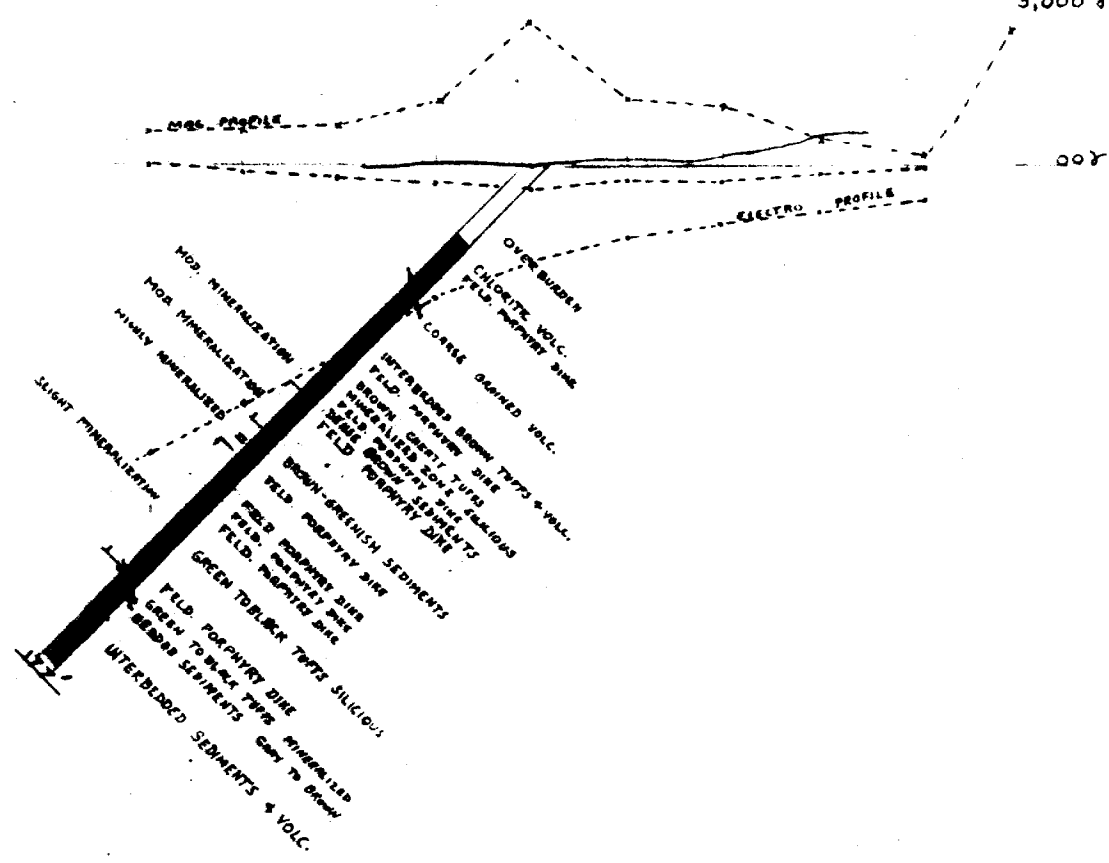 3,000 γ
MAG PROFILE
00γ
ELECTRO PROFILE
OVERBURDEN
CHLORITE VOLC.
FELD. PORPHYRY DIKE
COARSE GRAINED VOLC.
INTERBEDDED BROWN TUFFS & VOLC.
FELD. PORPHYRY DIKE
BROWN CHERTY TUFFS
MINERALIZED ZONE SILICIOUS
FELD. PORPHYRY DIKE
BROWN SEDIMENTS
FELD PORPHYRY DIKE
BROWN-GREENISH SEDIMENTS
FELD. PORPHYRY DIKE
FELD PORPHYRY DIKE
FELD. PORPHYRY DIKE
FELD. PORPHYRY DIKE
GREEN TO BLACK TUFFS SILICIOUS
FELD. PORPHYRY DIKE
GREEN TO BLACK TUFFS MINERALIZED
BEDDED SEDIMENTS GRAY TO BROWN
INTERBEDDED SEDIMENTS & VOLC.
MOD. MINERALIZATION
MOD MINERALIZATION
HIGHLY MINERALIZED
SLIGHT MINERALIZATION
177'